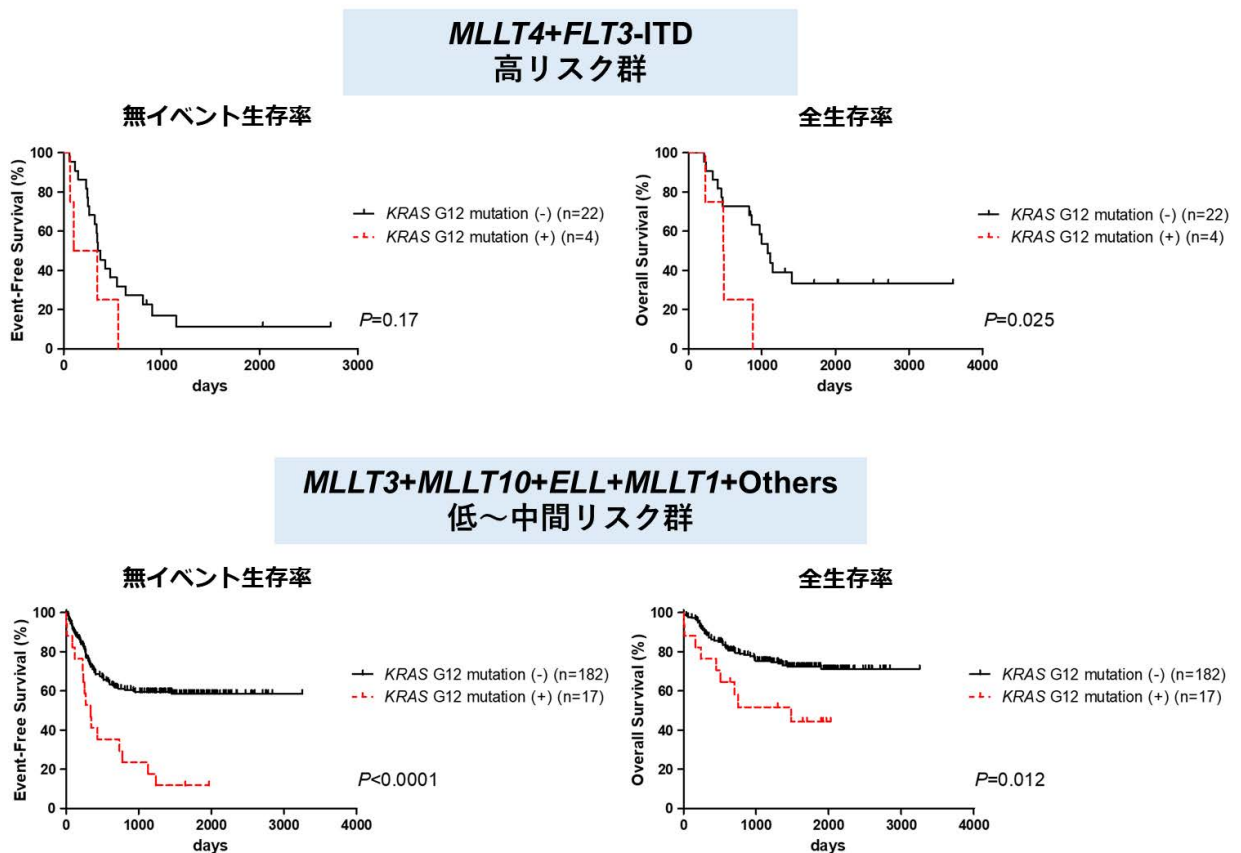 MLLT4+FLT3-ITD
高リスク群
無イベント生存率
Event-Free Survival (%)
100
80
60
40
20
0
0 1000 2000 3000
days
KRAS G12 mutation (-) (n=22)
KRAS G12 mutation (+) (n=4)
P=0.17
全生存率
Overall Survival (%)
100
80
60
40
20
0
0 1000 2000 3000 4000
days
KRAS G12 mutation (-) (n=22)
KRAS G12 mutation (+) (n=4)
P=0.025
MLLT3+MLLT10+ELL+MLLT1+Others
低～中間リスク群
無イベント生存率
Event-Free Survival (%)
100
80
60
40
20
0
0 1000 2000 3000 4000
days
KRAS G12 mutation (-) (n=182)
KRAS G12 mutation (+) (n=17)
P<0.0001
全生存率
Overall Survival (%)
100
80
60
40
20
0
0 1000 2000 3000 4000
days
KRAS G12 mutation (-) (n=182)
KRAS G12 mutation (+) (n=17)
P=0.012